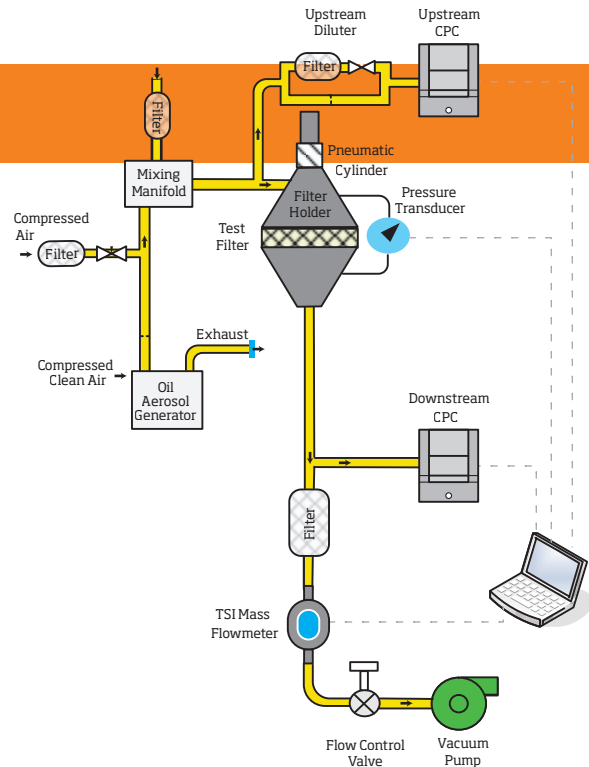 Upstream
Diluter
Upstream
CPC
Filter
Filter
Pneumatic
Cylinder
Mixing
Manifold
Filter
Holder
Pressure
Transducer
Compressed
Air
Filter
Test
Filter
Exhaust
Compressed
Clean Air
Oil
Aerosol
Generator
Downstream
CPC
Filter
TSI Mass
Flowmeter
Flow Control
Valve
Vacuum
Pump